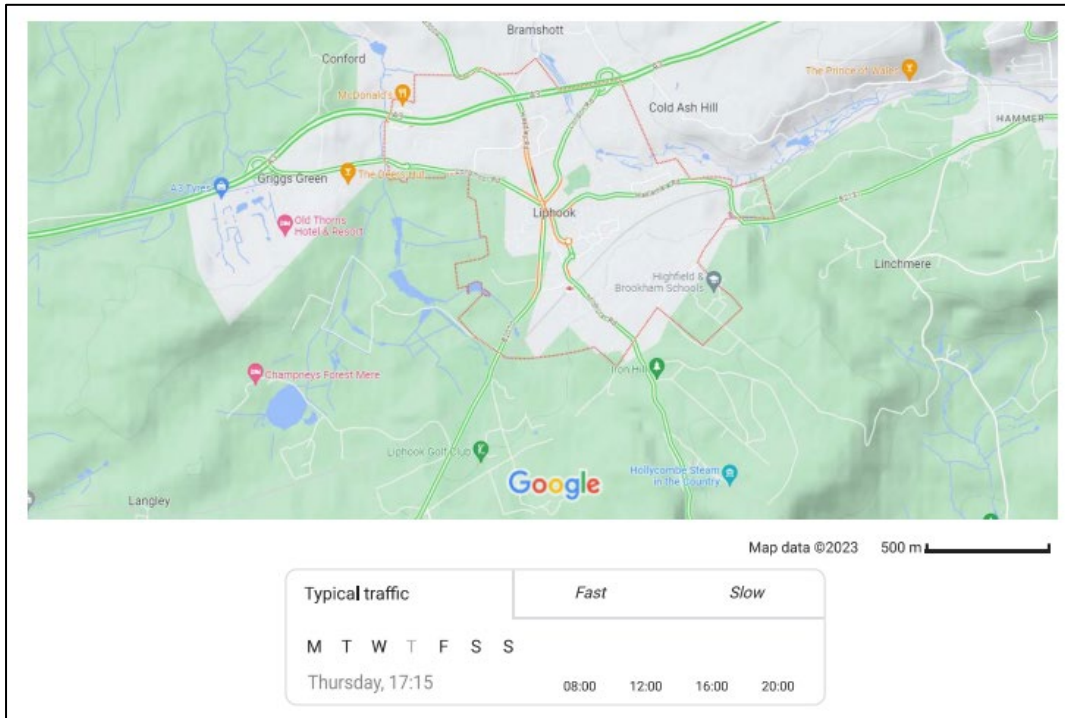 Bramshott
Conford
The Prince of Wales
McDonald's
A3
Cold Ash Hill
HAMMER
A3
A3
The Deers Hut
Griggs Green
A3 Tyres
Old Thorns
Hotel & Resort
Liphook
Linchmere
Highfield &
Brookham Schools
Iron Hill
Champneys Forest Mere
Liphook Golf Club
Hollycombe Steam
in the Country
Google
Langley
Map data ©2023 500 m
Typical traffic Fast Slow
M T W T F S S
Thursday, 17:15 08:00 12:00 16:00 20:00